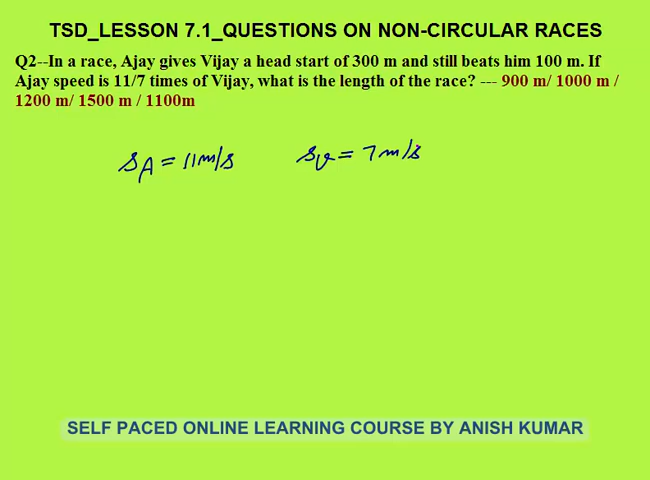 TSD_LESSON 7.1_QUESTIONS ON NON-CIRCULAR RACES
Q2--In a race, Ajay gives Vijay a head start of 300 m and still beats him 100 m. If
Ajay speed is 11/7 times of Vijay, what is the length of the race? --- 900 m/ 1000 m /
1200 m/ 1500 m / 1100m
SA = 11m/s Sv = 7m/s
SELF PACED ONLINE LEARNING COURSE BY ANISH KUMAR